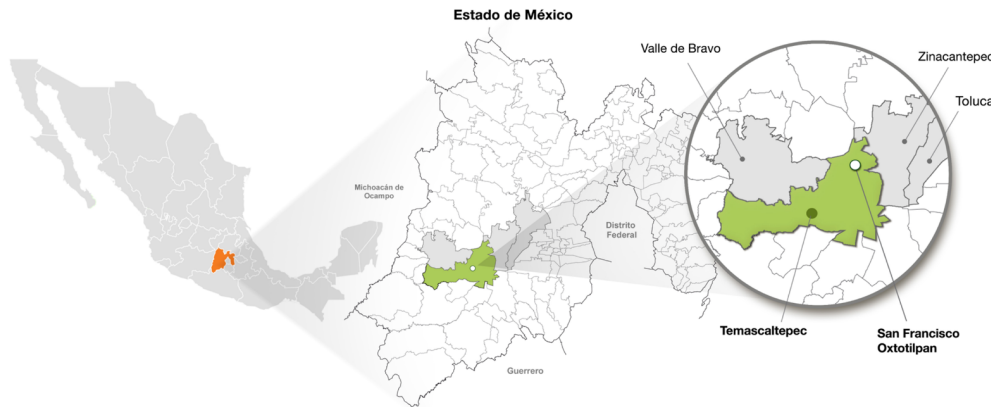 Estado de México
Valle de Bravo
Zinacantepec
Toluca
Michoacán de
Ocampo
Distrito
Federal
Temascaltepec
San Francisco
Oxtotilpan
Guerrero